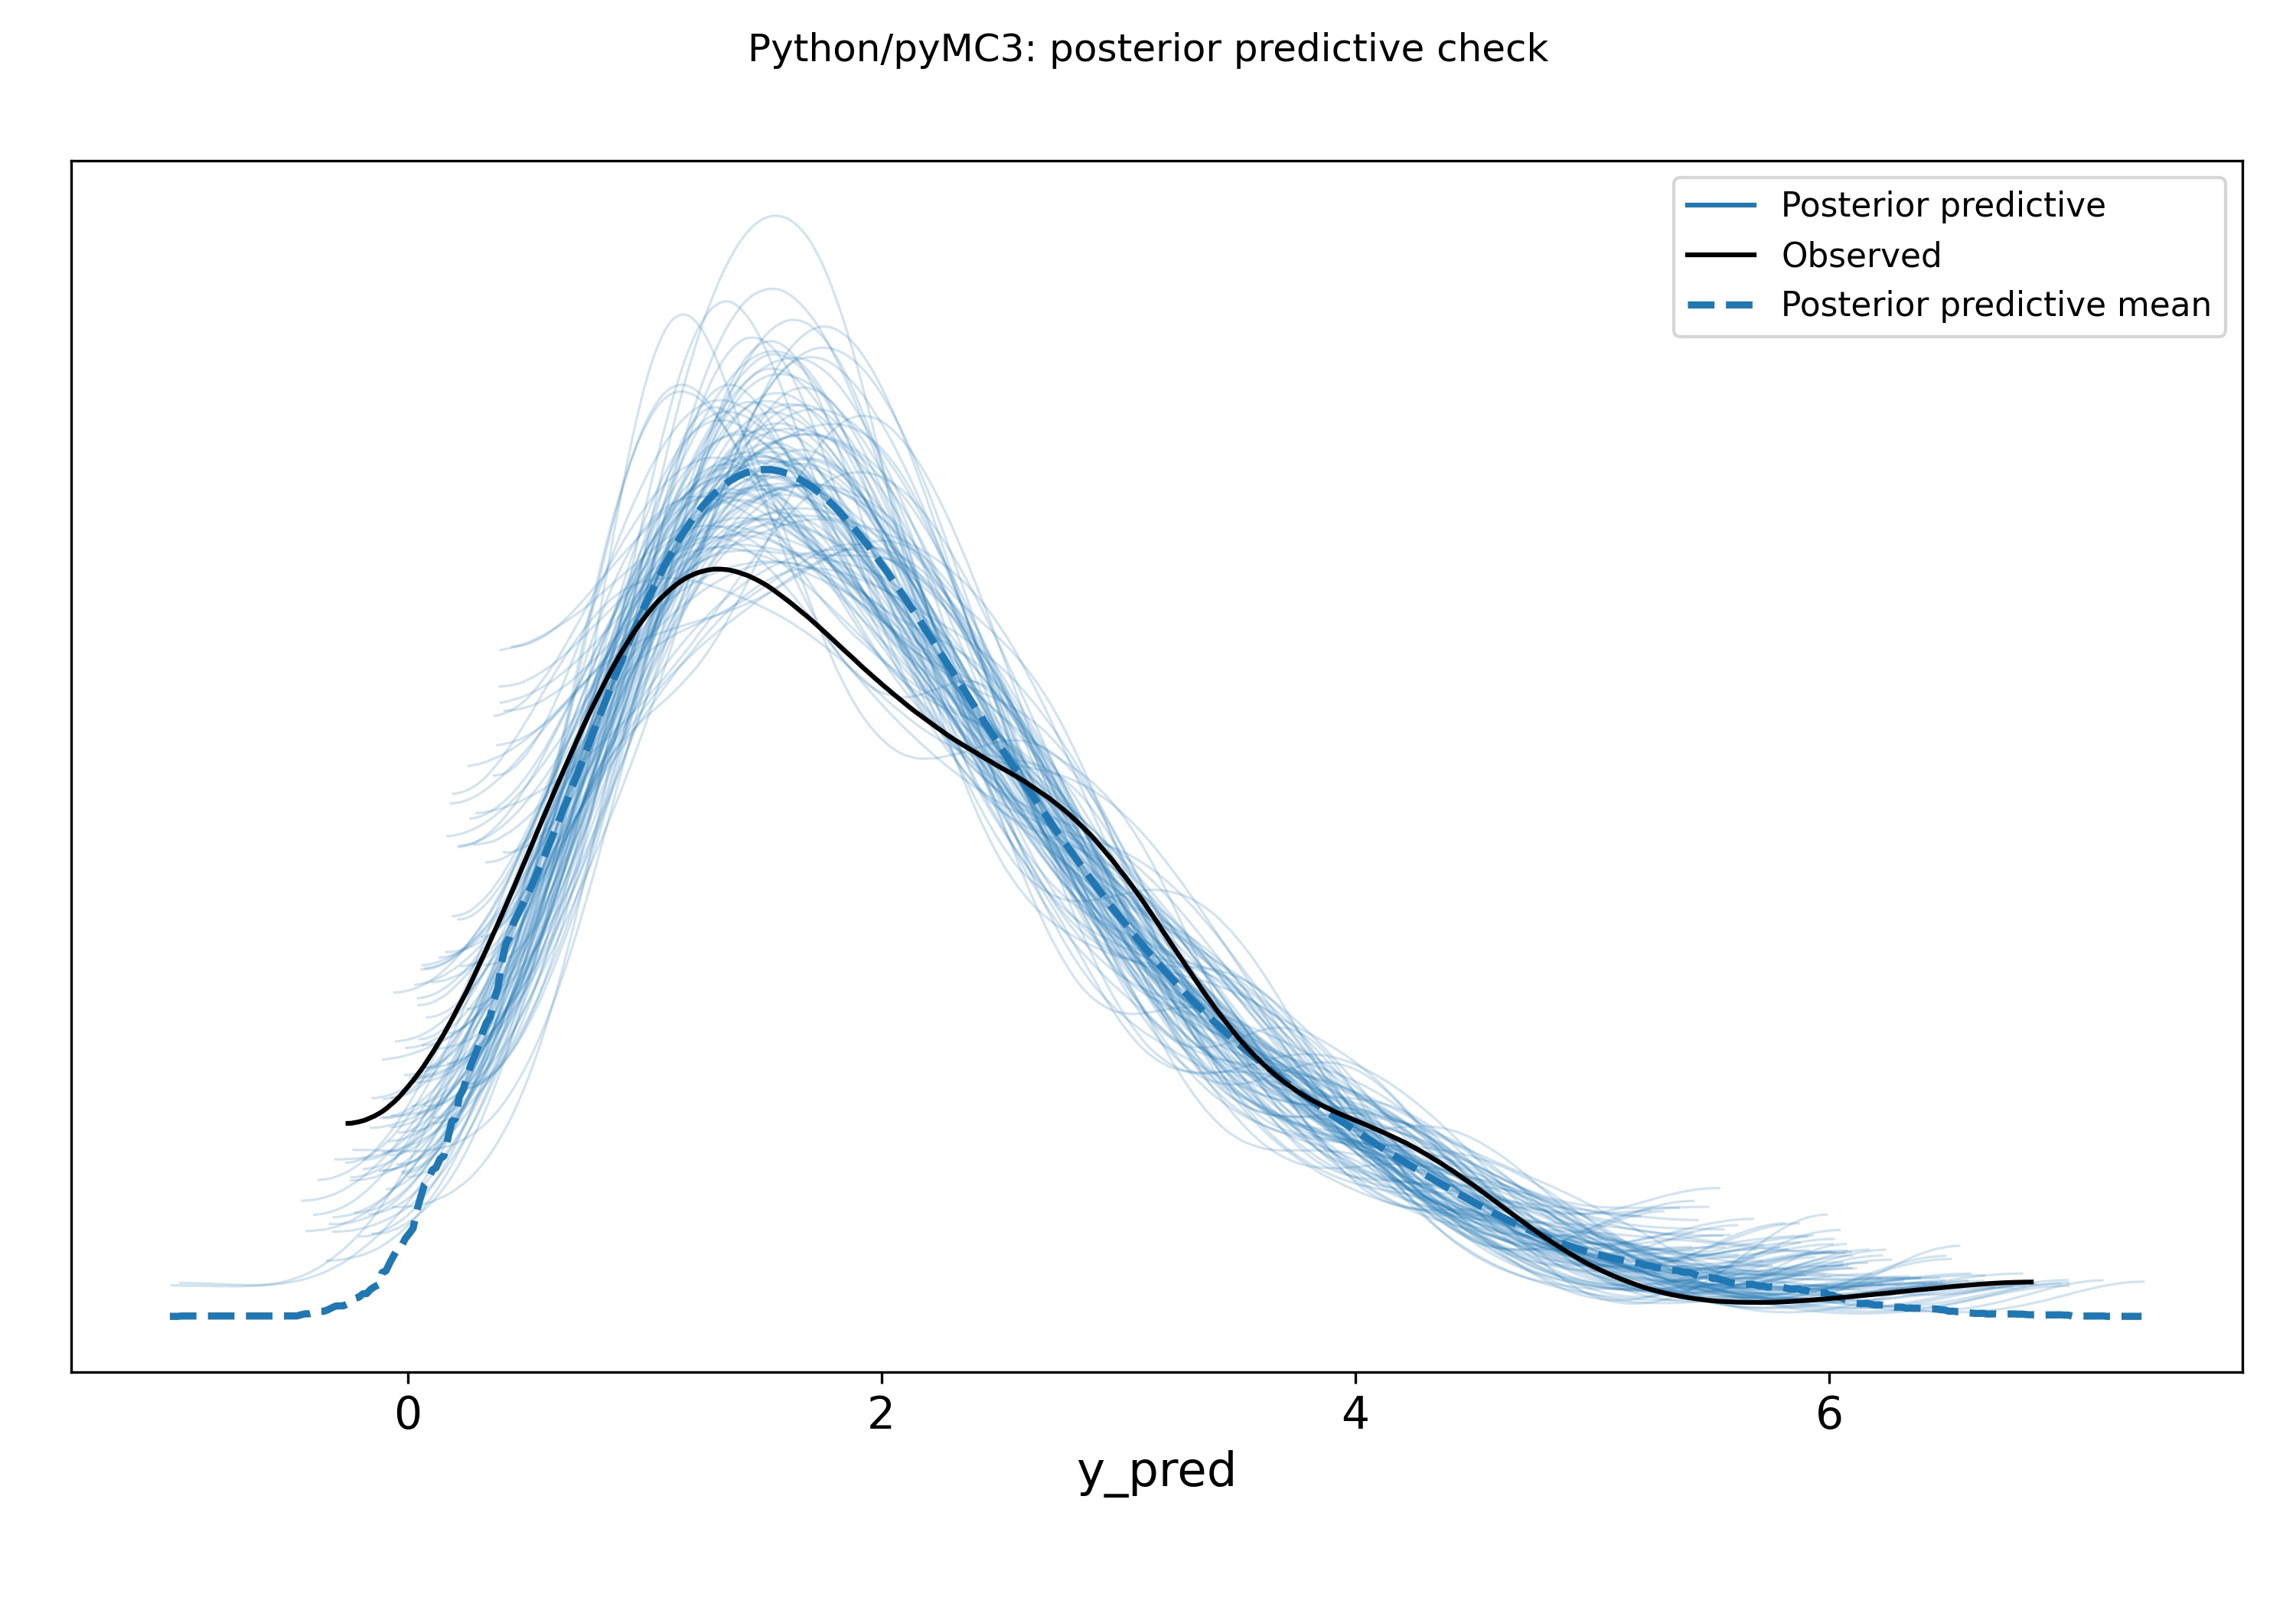 Python/pyMC3: posterior predictive check
Posterior predictive
Observed
Posterior predictive mean
0 2 4 6
y_pred